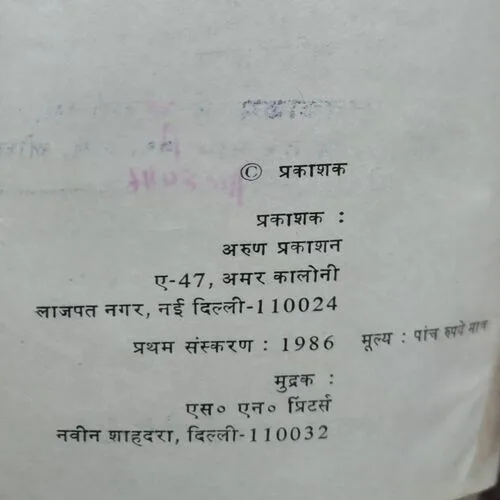 © प्रकाशक
प्रकाशक :
अरुण प्रकाशन
ए-47, अमर कालोनी
लाजपत नगर, नई दिल्ली-110024
प्रथम संस्करण : 1986 मूल्य : पांच रुपये मात्र
मुद्रक :
एस० एन० प्रिंटर्स
नवीन शाहदरा, दिल्ली-110032